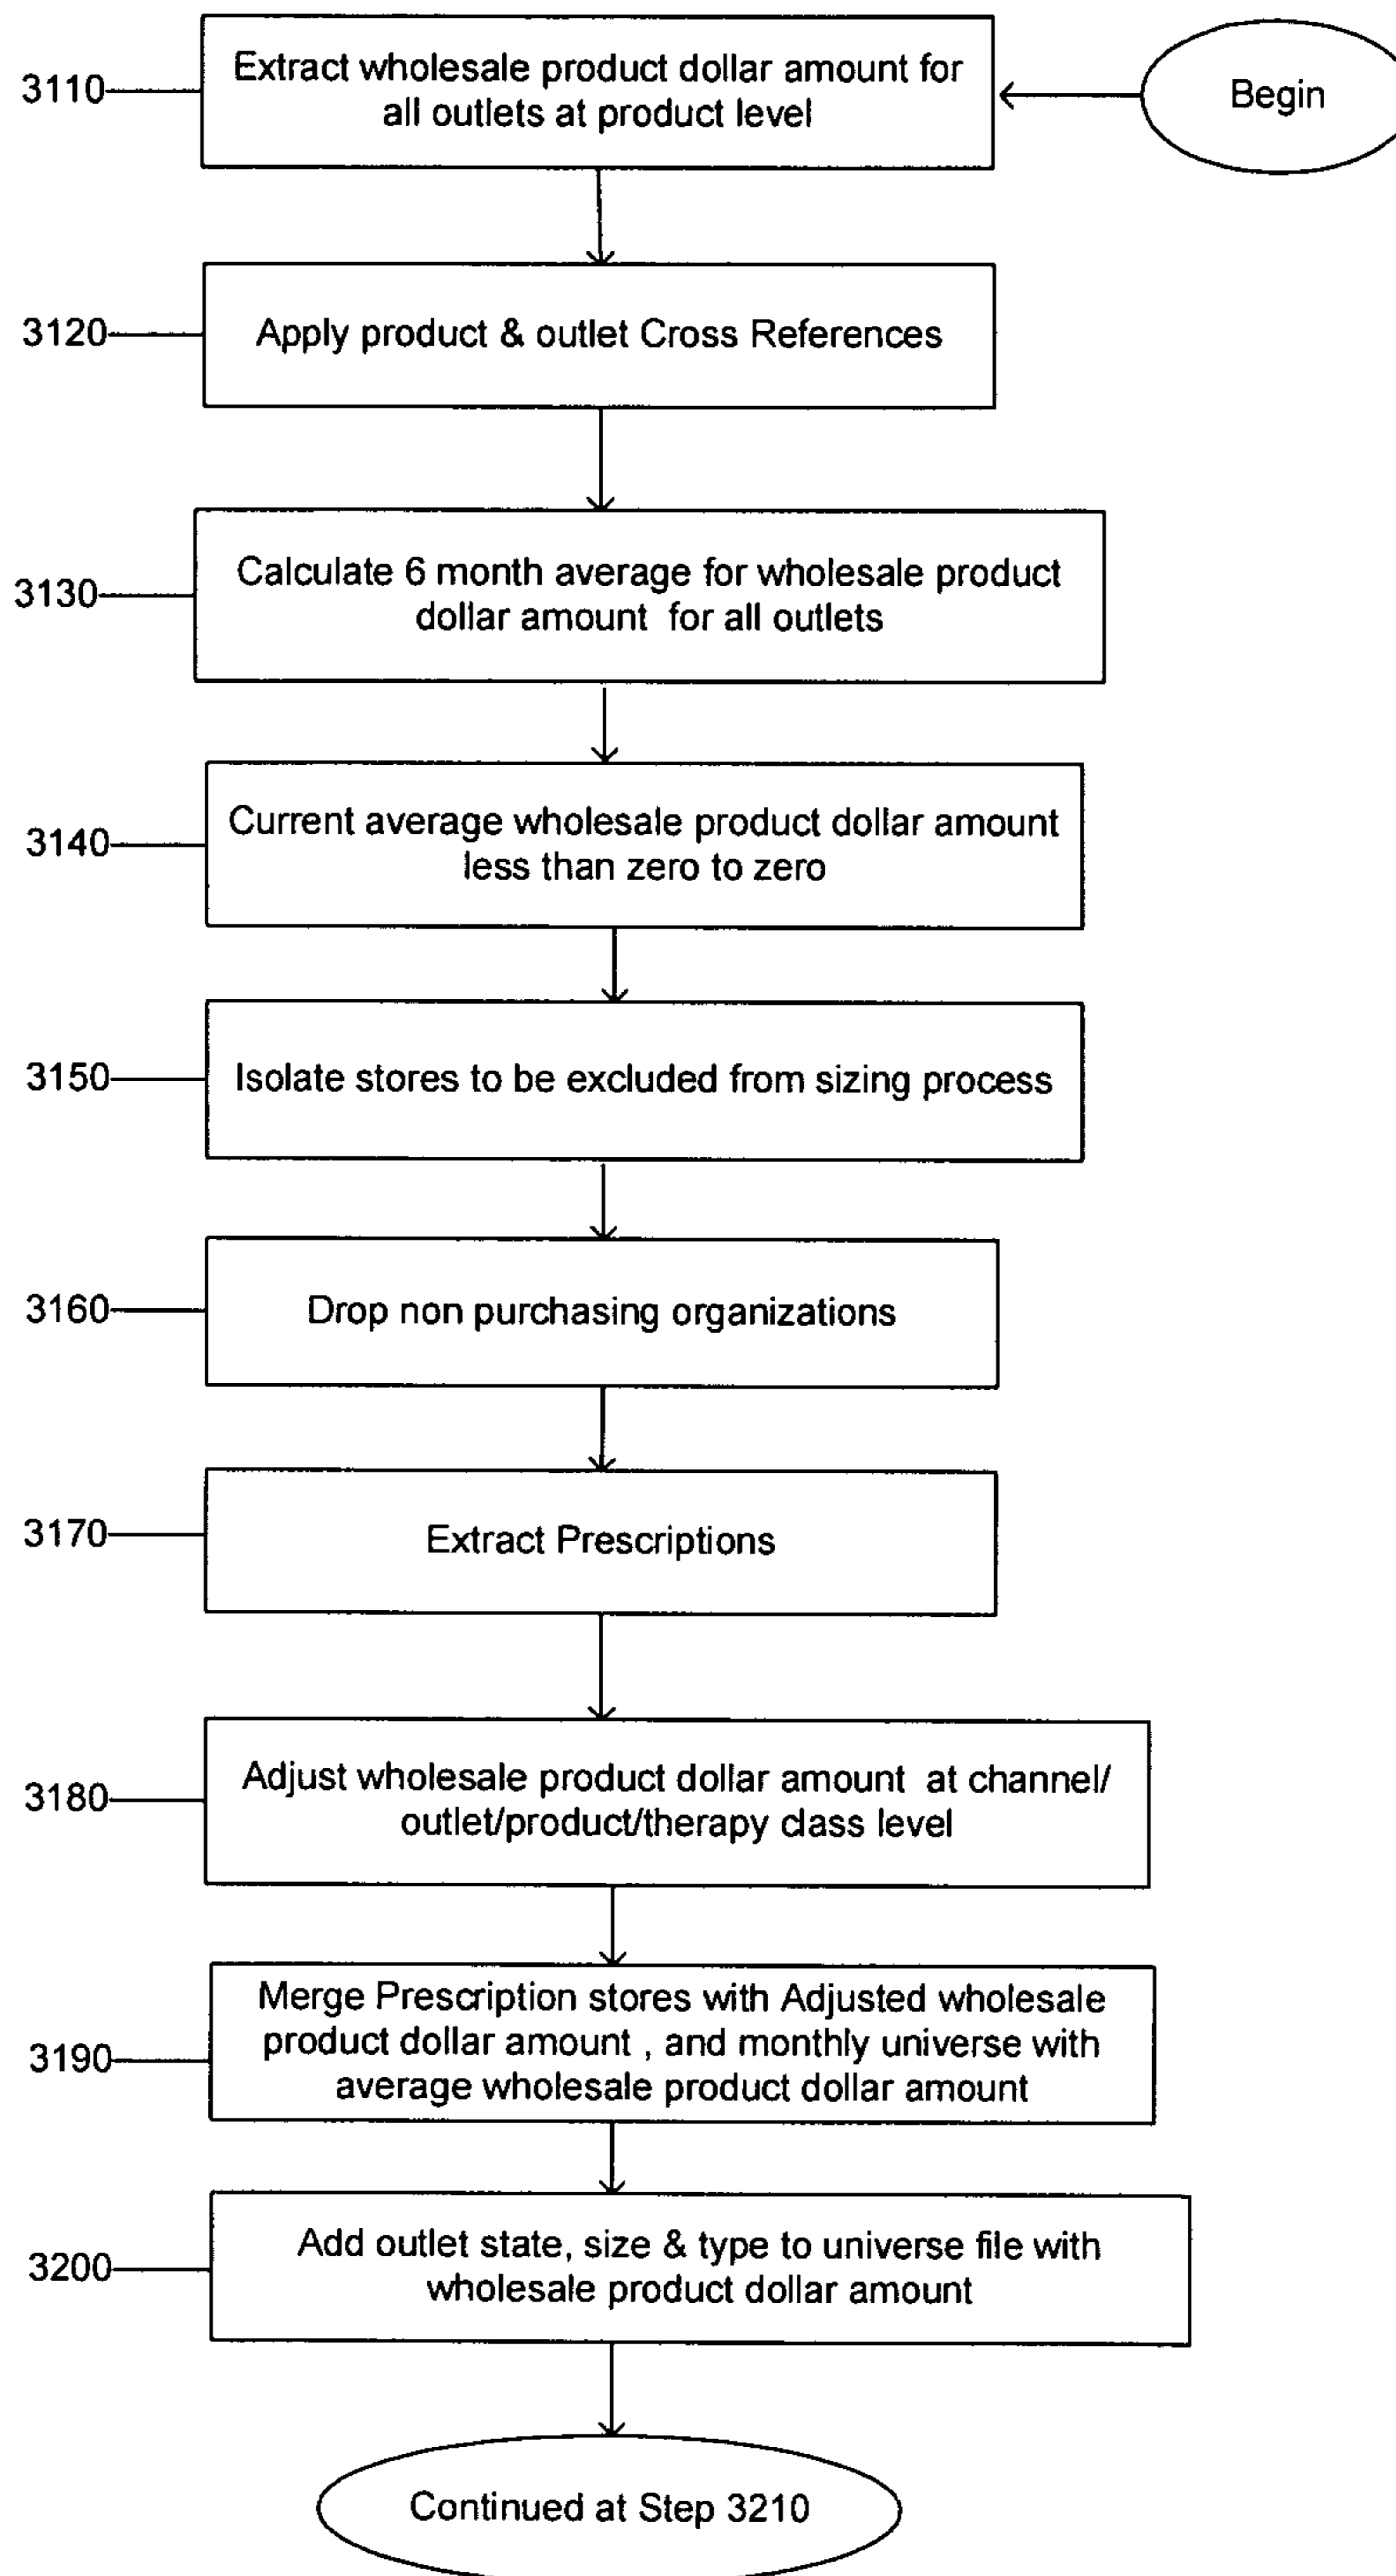 Begin
3110
Extract wholesale product dollar amount for
all outlets at product level
3120
Apply product & outlet Cross References
3130
Calculate 6 month average for wholesale product
dollar amount for all outlets
3140
Current average wholesale product dollar amount
less than zero to zero
3150
Isolate stores to be excluded from sizing process
3160
Drop non purchasing organizations
3170
Extract Prescriptions
3180
Adjust wholesale product dollar amount at channel/
outlet/product/therapy class level
3190
Merge Prescription stores with Adjusted wholesale
product dollar amount , and monthly universe with
average wholesale product dollar amount
3200
Add outlet state, size & type to universe file with
wholesale product dollar amount
Continued at Step 3210